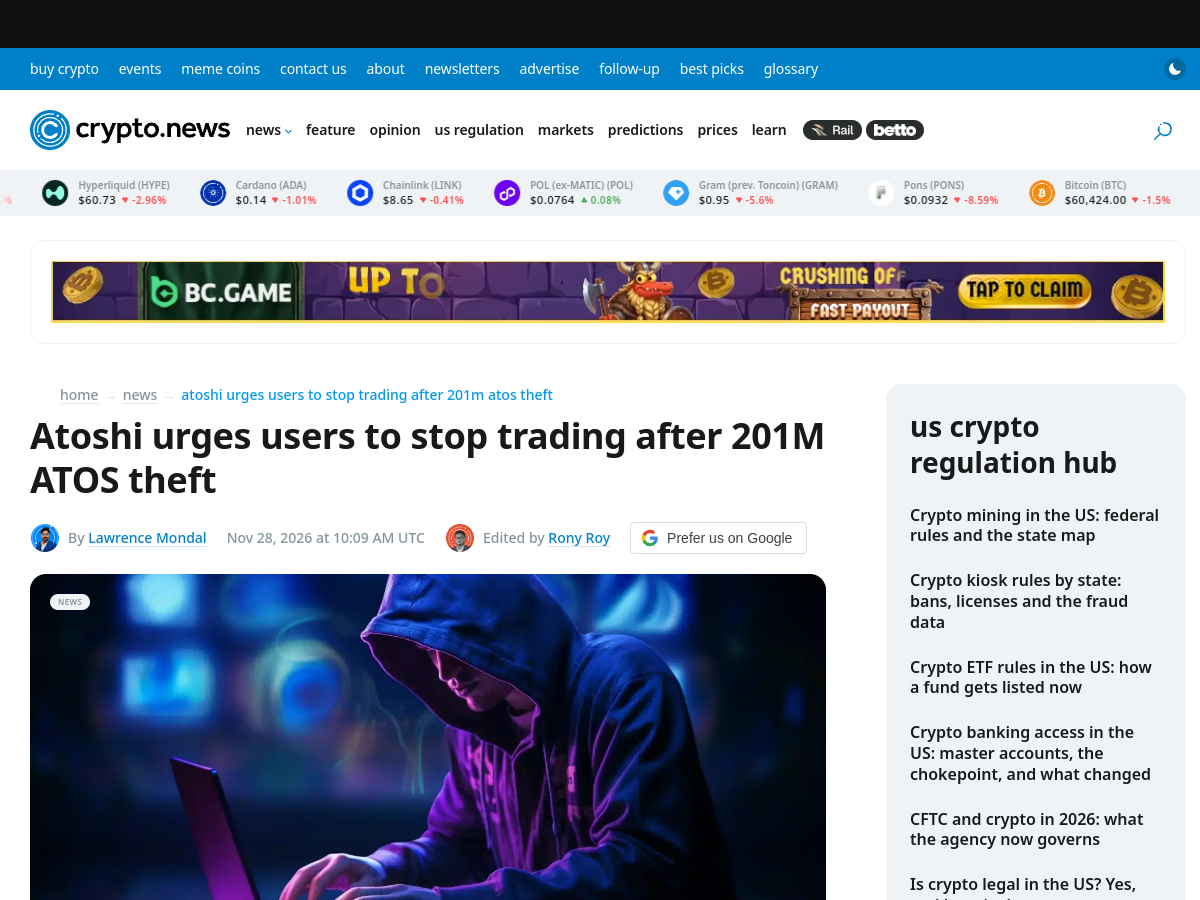 buy crypto events meme coins contact us about newsletters advertise follow-up best picks glossary
crypto.news news feature opinion us regulation markets predictions prices learn Rail betto
% Hyperliquid (HYPE) Cardano (ADA) Chainlink (LINK) POL (ex-MATIC) (POL) Gram (prev. Toncoin) (GRAM) Pons (PONS) Bitcoin (BTC)
$60.73 -2.96% $0.14 -1.01% $8.65 -0.41% $0.0764 0.08% $0.95 -5.6% $0.0932 -8.59% $60,424.00 -1.5%
BC.GAME UP TO CRUSHING OFF FAST PAYOUT TAP TO CLAIM
home → news → atoshi urges users to stop trading after 201m atos theft
Atoshi urges users to stop trading after 201M
ATOS theft
By Lawrence Mondal Nov 28, 2026 at 10:09 AM UTC Edited by Rony Roy Prefer us on Google
NEWS
us crypto
regulation hub
Crypto mining in the US: federal
rules and the state map
Crypto kiosk rules by state:
bans, licenses and the fraud
data
Crypto ETF rules in the US: how
a fund gets listed now
Crypto banking access in the
US: master accounts, the
chokepoint, and what changed
CFTC and crypto in 2026: what
the agency now governs
Is crypto legal in the US? Yes,